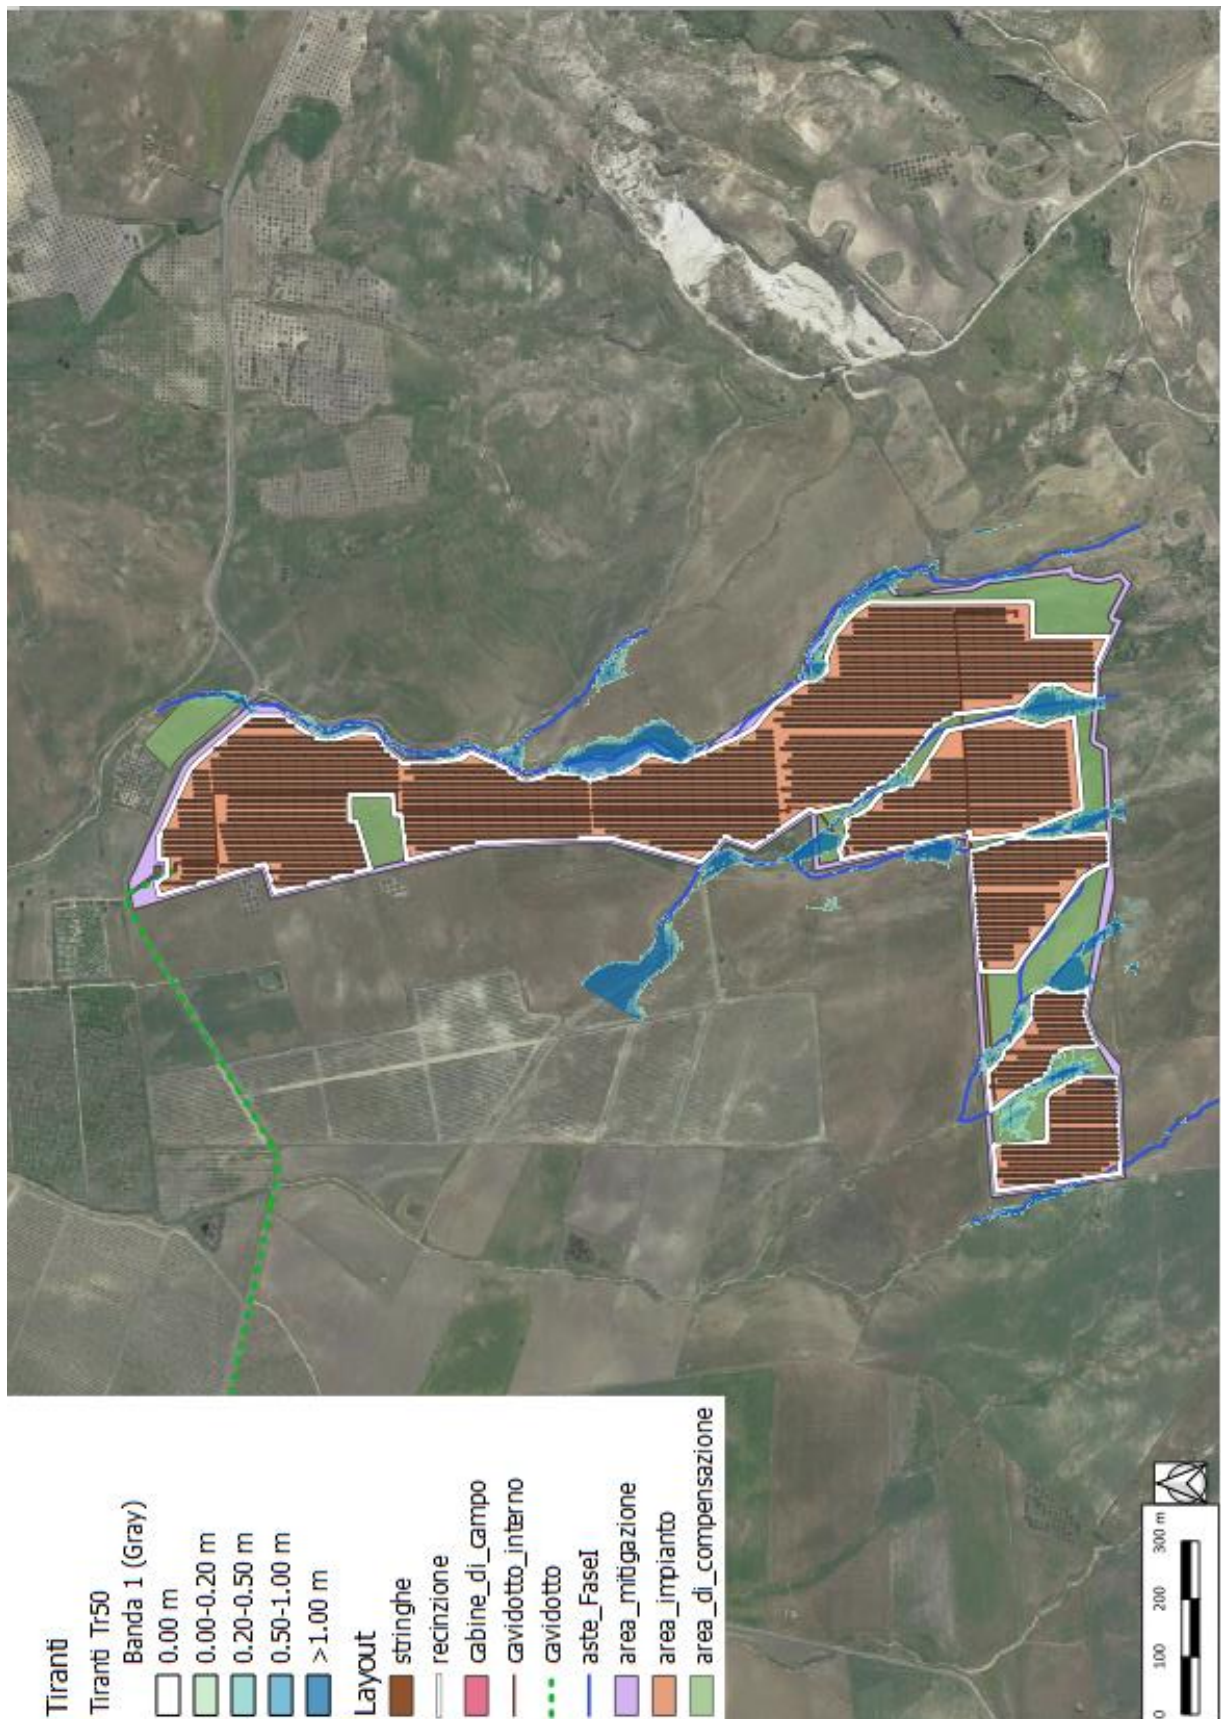 Tiranti
Tiranti Tr50
Banda 1 (Gray)
0.00 m
0.00-0.20 m
0.20-0.50 m
0.50-1.00 m
>1.00 m
Layout
stringhe
recinzione
cabine_di_campo
cavidotto_interno
cavidotto
aste_FaseI
area_mitigazione
area_impianto
area_di_compensazione
0 100 200 300 m